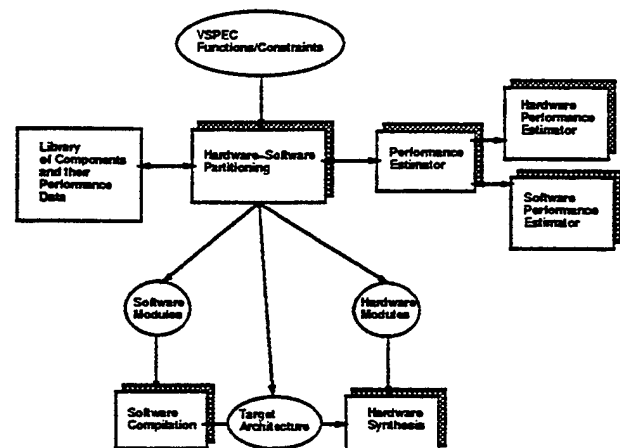 VSPEC
Functions/Constraints
Hardware
Performance
Estimator
Library
of Components
and their
Performance
Data
Hardware-Software
Partitioning
Performance
Estimator
Software
Performance
Estimator
Software
Modules
Hardware
Modules
Software
Compilation
Target
Architecture
Hardware
Synthesis